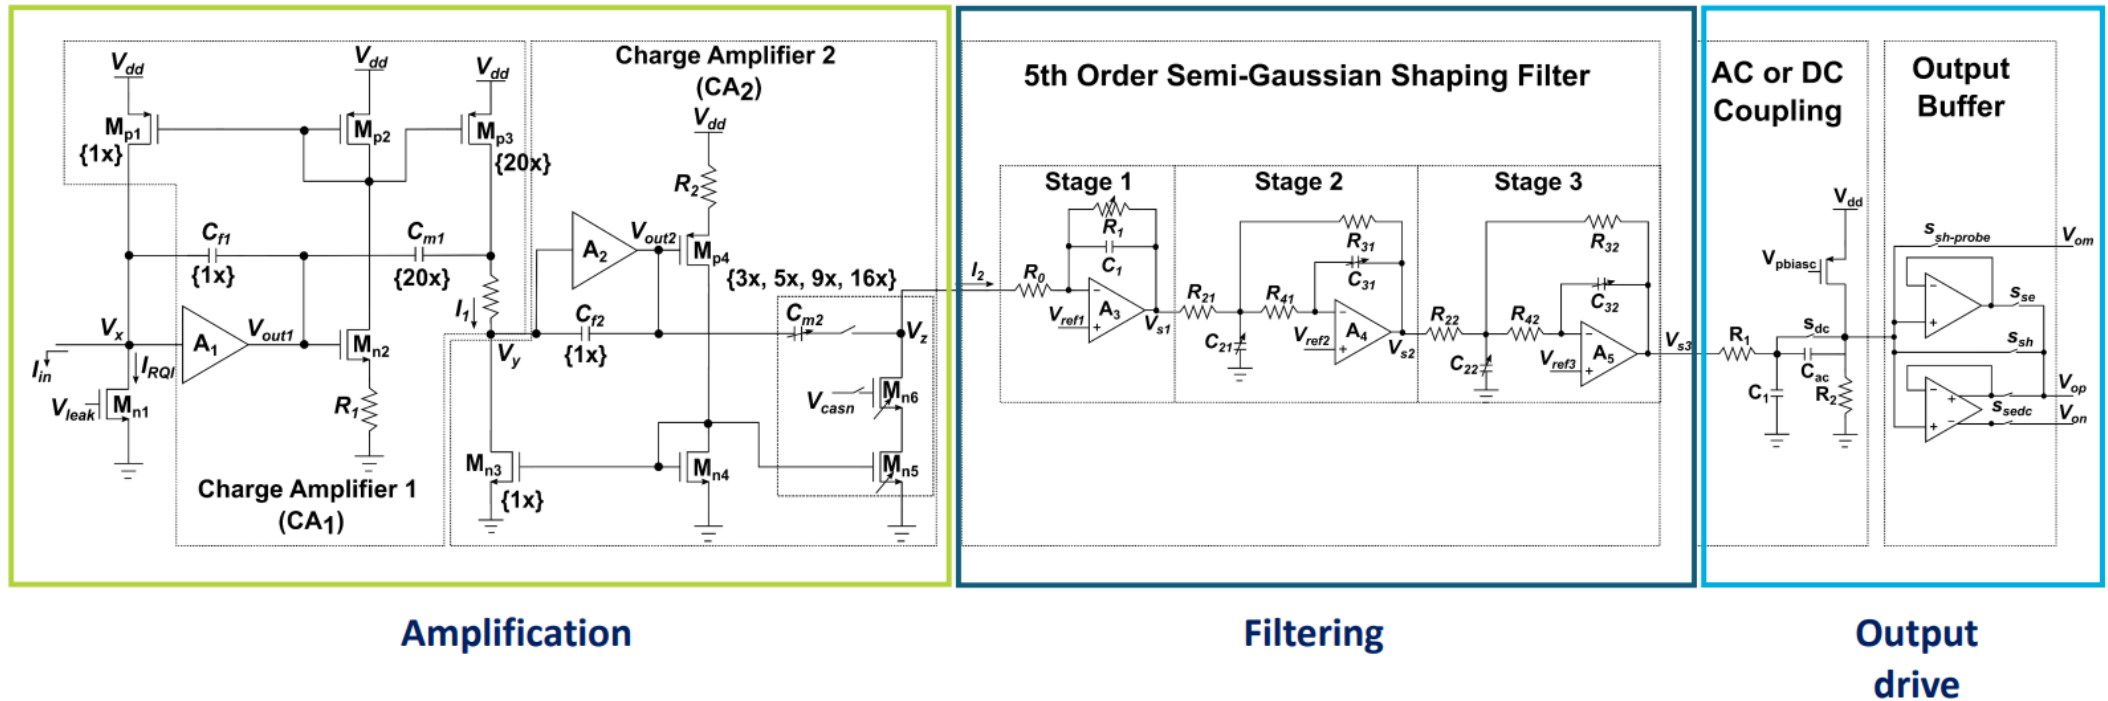 Charge Amplifier 2
(CA2)
5th Order Semi-Gaussian Shaping Filter
AC or DC
Coupling
Output
Buffer
Vdd
Vdd
Vdd
Vdd
Mp1
{1x}
Mp2
Mp3
{20x}
R2
Cf1
{1x}
Cm1
{20x}
I1
A2
Vout2
Mp4
{3x, 5x, 9x, 16x}
Cf2
{1x}
Cm2
Vx
Iin
IRQI
A1
Vout1
Mn2
Vy
Vz
Vleak
Mn1
R1
Vcasn
Mn6
Mn3
{1x}
Mn4
Mn5
Charge Amplifier 1
(CA1)
Stage 1
Stage 2
Stage 3
I2
R0
R1
C1
Vref1
A3
Vs1
R21
R41
R31
C31
C21
Vref2
A4
Vs2
R22
R42
R32
C32
C22
Vref3
A5
Vs3
Vdd
Vpbiasc
R1
sdc
C1
Cac
R2
ssh-probe
Vom
sse
ssh
ssedc
Vop
Von
- + - + - + - + - + + -
Amplification
Filtering
Output
drive